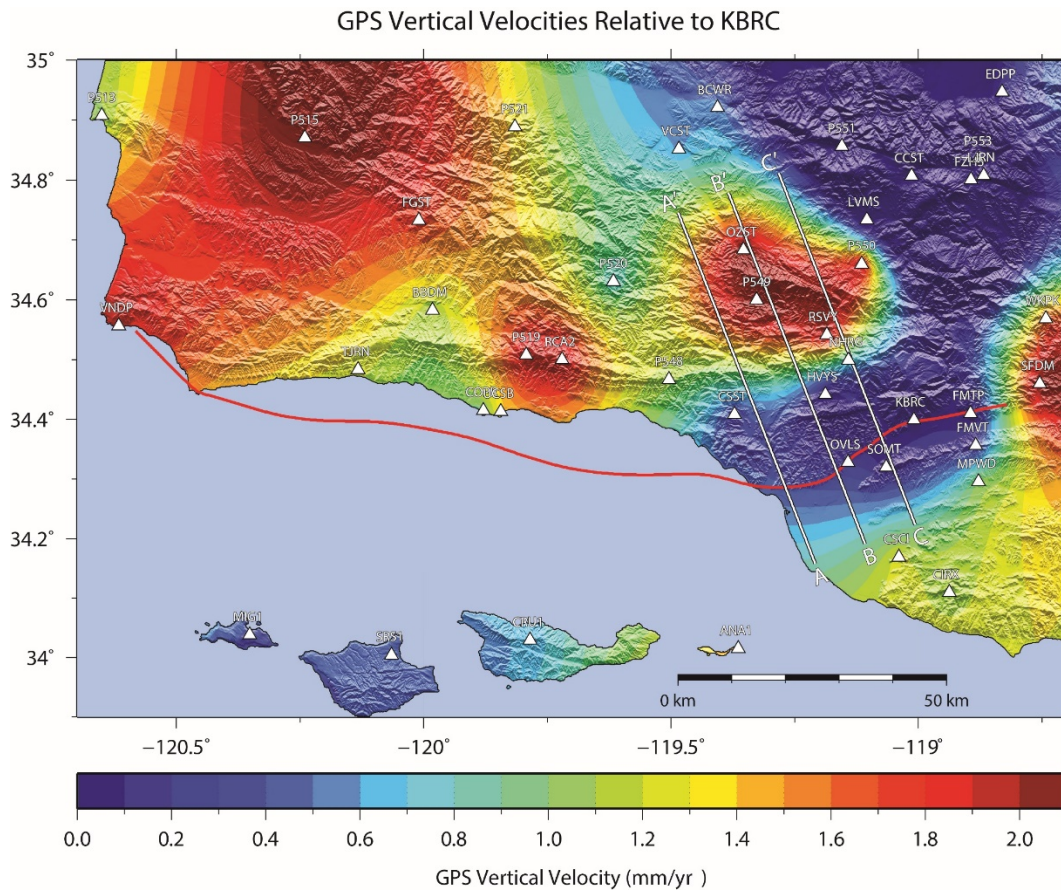 GPS Vertical Velocities Relative to KBRC
35°
34.8°
34.6°
34.4°
34.2°
34°
EDPP
BCWR
P513
P521
P515
P551
P553
VCST
CCST
FZHS
C'
B'
A'
FGST
LVMS
OZST
P550
P520
BBDM
P549
WKPK
VNDP
RSVY
P519
RCA2
P548
SFDM
HVYS
CSST
KBRC
FMTP
OVLS
SOMT
FMVT
MPWD
C
B
A
CSCI
MIG1
SRS1
CRU1
ANA1
0 km
50 km
−120.5°
−120°
−119.5°
−119°
0.0
0.2
0.4
0.6
0.8
1.0
1.2
1.4
1.6
1.8
2.0
GPS Vertical Velocity (mm/yr )